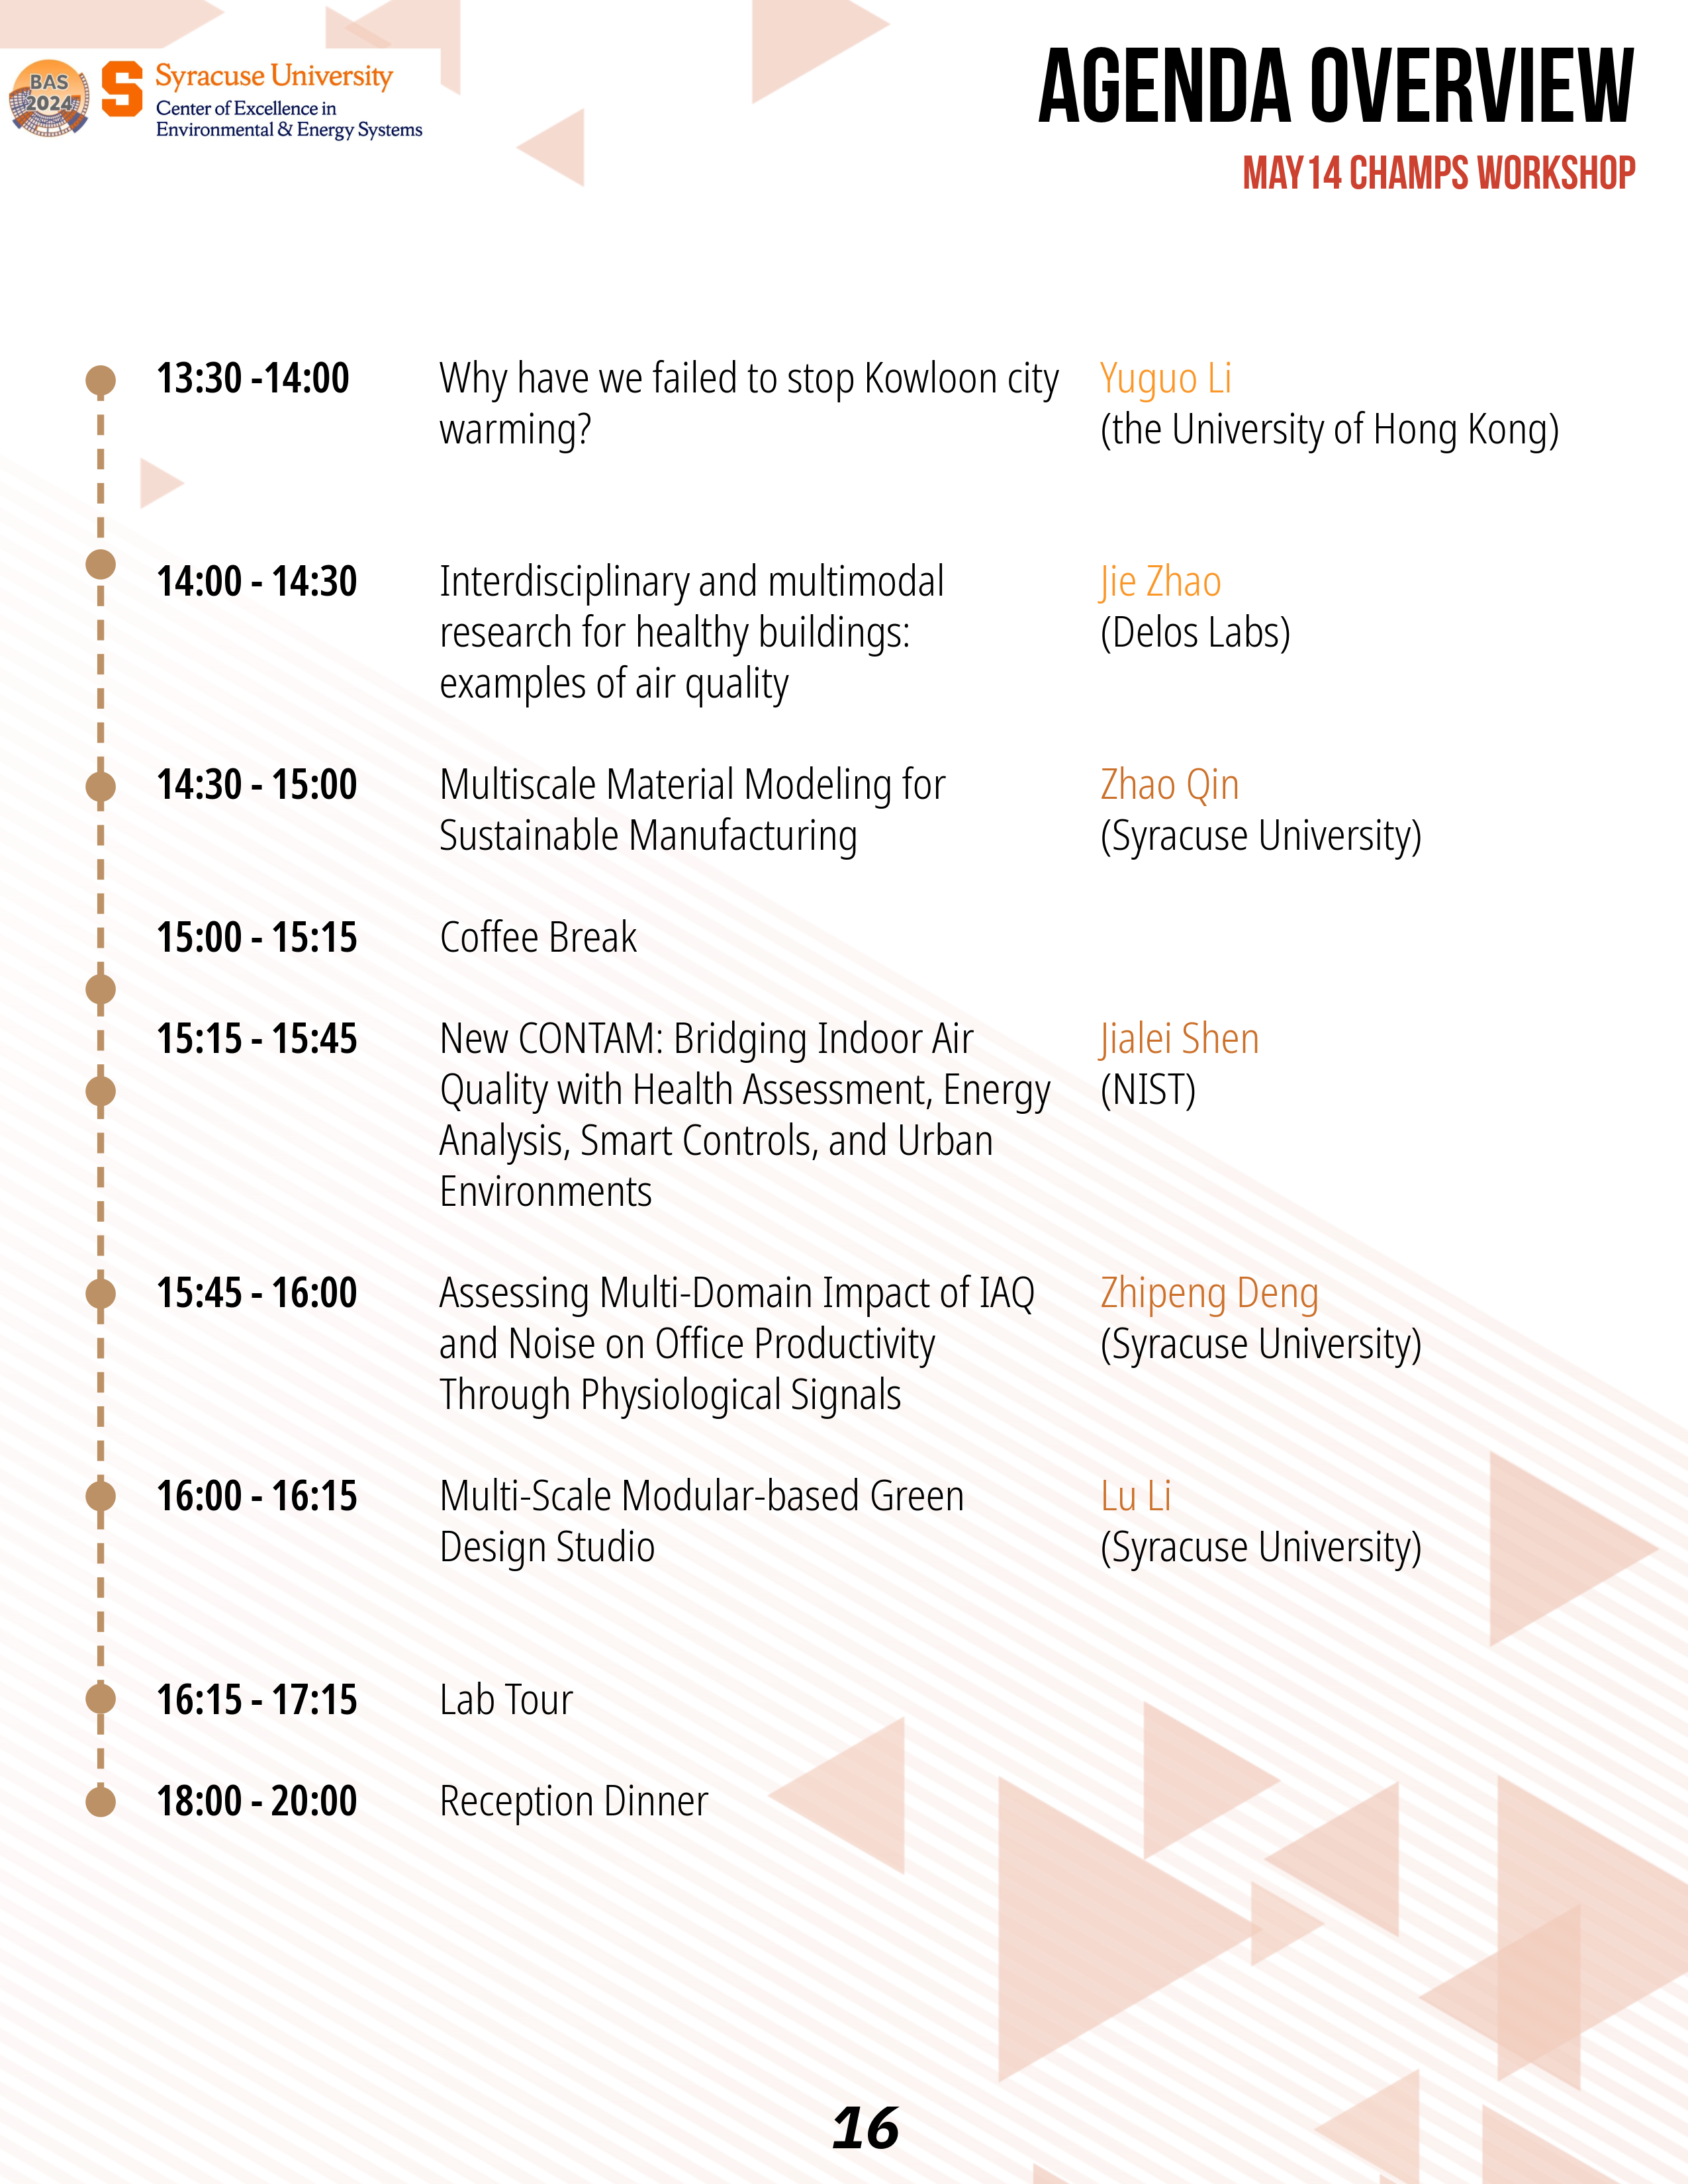 BAS
2024
S
Syracuse University
Center of Excellence in
Environmental & Energy Systems
AGENDA OVERVIEW
MAY14 CHAMPS WORKSHOP
13:30 -14:00
Why have we failed to stop Kowloon city
warming?
Yuguo Li
(the University of Hong Kong)
14:00 - 14:30
Interdisciplinary and multimodal
research for healthy buildings:
examples of air quality
Jie Zhao
(Delos Labs)
14:30 - 15:00
Multiscale Material Modeling for
Sustainable Manufacturing
Zhao Qin
(Syracuse University)
15:00 - 15:15
Coffee Break
15:15 - 15:45
New CONTAM: Bridging Indoor Air
Quality with Health Assessment, Energy
Analysis, Smart Controls, and Urban
Environments
Jialei Shen
(NIST)
15:45 - 16:00
Assessing Multi-Domain Impact of IAQ
and Noise on Office Productivity
Through Physiological Signals
Zhipeng Deng
(Syracuse University)
16:00 - 16:15
Multi-Scale Modular-based Green
Design Studio
Lu Li
(Syracuse University)
16:15 - 17:15
Lab Tour
18:00 - 20:00
Reception Dinner
16